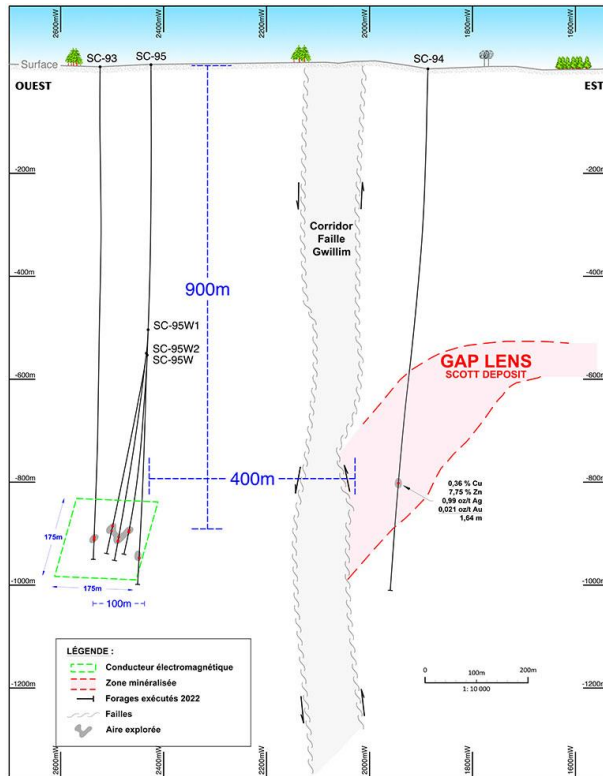 2600mW
2400mW
2200mW
2000mW
1800mW
1600mW
SC-93
SC-95
SC-94
Surface
OUEST
EST
-200m
-200m
Corridor
Faille
Gwillim
-400m
-400m
900m
SC-95W1
SC-95W2
SC-95W
GAP LENS
SCOTT DEPOSIT
-600m
-600m
-800m
400m
-800m
0,36 % Cu
7,75 % Zn
0,99 oz/t Ag
0,021 oz/t Au
1,64 m
175m
175m
100m
-1000m
-1000m
LÉGENDE :
Conducteur électromagnétique
Zone minéralisée
Forages exécutés 2022
Failles
Aire explorée
0
100m
200m
1: 10 000
-1200m
-1200m
2600mW
2400mW
2200mW
2000mW
1800mW
1600mW